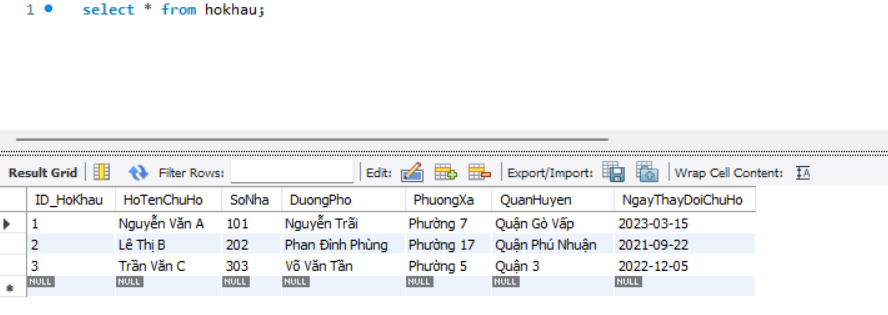 1 select * from hokhau;
Result Grid Filter Rows: Edit: Export/Import: Wrap Cell Content: IA
ID_HoKhau HoTenChuHo SoNha DuongPho PhuongXa QuanHuyen NgayThayDoiChuHo
1 Nguyễn Văn A 101 Nguyễn Trãi Phường 7 Quận Gò Vấp 2023-03-15
2 Lê Thị B 202 Phan Đình Phùng Phường 17 Quận Phú Nhuận 2021-09-22
3 Trần Văn C 303 Võ Văn Tần Phường 5 Quận 3 2022-12-05
NULL NULL NULL NULL NULL NULL NULL